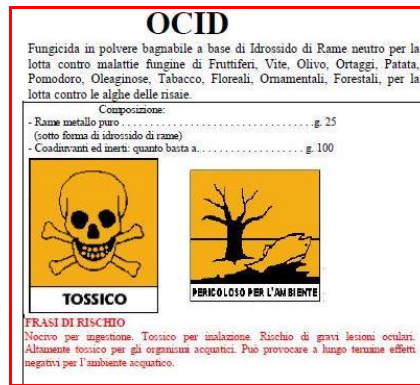 OCID
Fungicida in polvere bagnabile a base di Idrossido di Rame neutro per la
lotta contro malattie fungine di Fruttiferi, Vite, Olivo, Ortaggi, Patata,
Pomodoro, Oleaginose, Tabacco, Floreali, Ornamentali, Forestali, per la
lotta contro le alghe delle risaie.
Composizione:
- Rame metallo puro . . . . . . . . . . . . . . . . . . . . . . . . . . . . . . g. 25
(sotto forma di idrossido di rame)
- Coadiuvanti ed inerti: quanto basta a. . . . . . . . . . . . . . . . . . . g. 100
TOSSICO
PERICOLOSO PER L'AMBIENTE
FRASI DI RISCHIO
Nocivo per ingestione. Tossico per inalazione. Rischio di gravi lesioni oculari.
Altamente tossico per gli organismi acquatici. Può provocare a lungo termine effetti
negativi per l'ambiente acquatico.